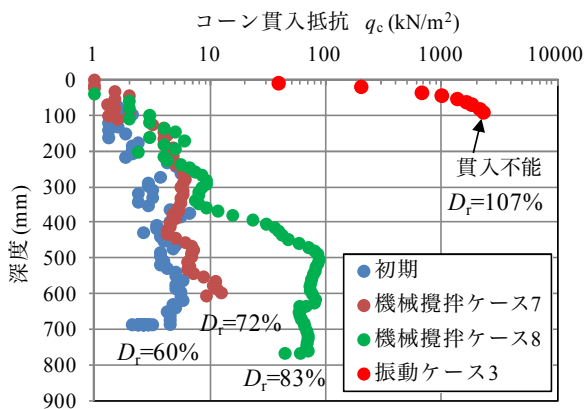 コーン貫入抵抗 qc (kN/m²)
1 10 100 1000 10000
0
100
200
300
400
500
600
700
800
900
深度(mm)
貫入不能
Dr=107%
Dr=72%
Dr=60%
Dr=83%
初期
機械攪拌ケース7
機械攪拌ケース8
振動ケース3